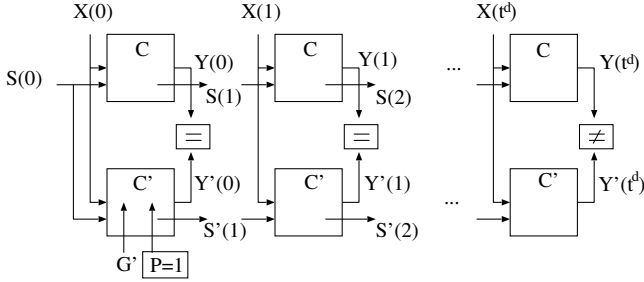 X(0) X(1) X(t^d)
C C C
Y(0) Y(1) Y(t^d)
S(0) S(1) S(2) ...
= = ≠
C' C' C'
Y'(0) Y'(1) Y'(t^d)
S'(1) S'(2) ...
G' P=1